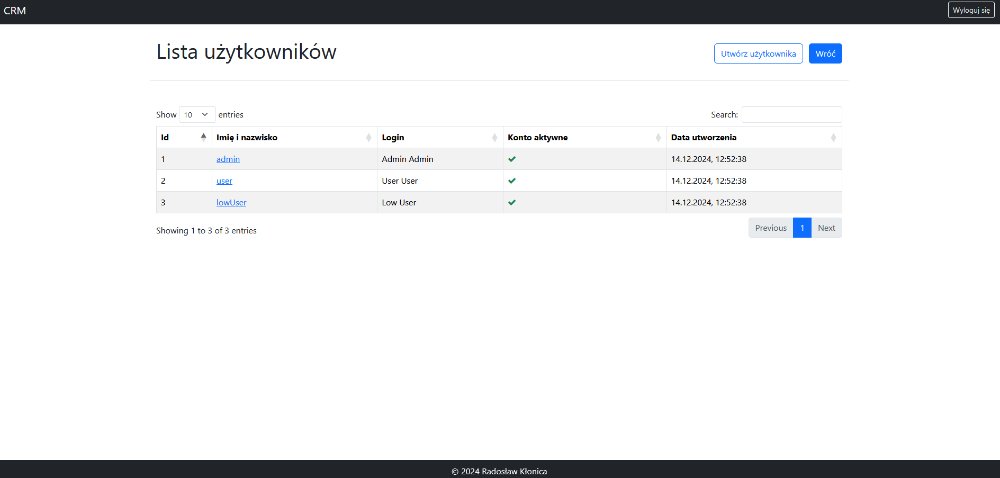 CRM Wyloguj się
Lista użytkowników Utwórz użytkownika Wróć
Show 10 entries Search:
Id Imię i nazwisko Login Konto aktywne Data utworzenia
1 admin Admin Admin 14.12.2024, 12:52:38
2 user User User 14.12.2024, 12:52:38
3 lowUser Low User 14.12.2024, 12:52:38
Showing 1 to 3 of 3 entries Previous 1 Next
© 2024 Radosław Kłonica